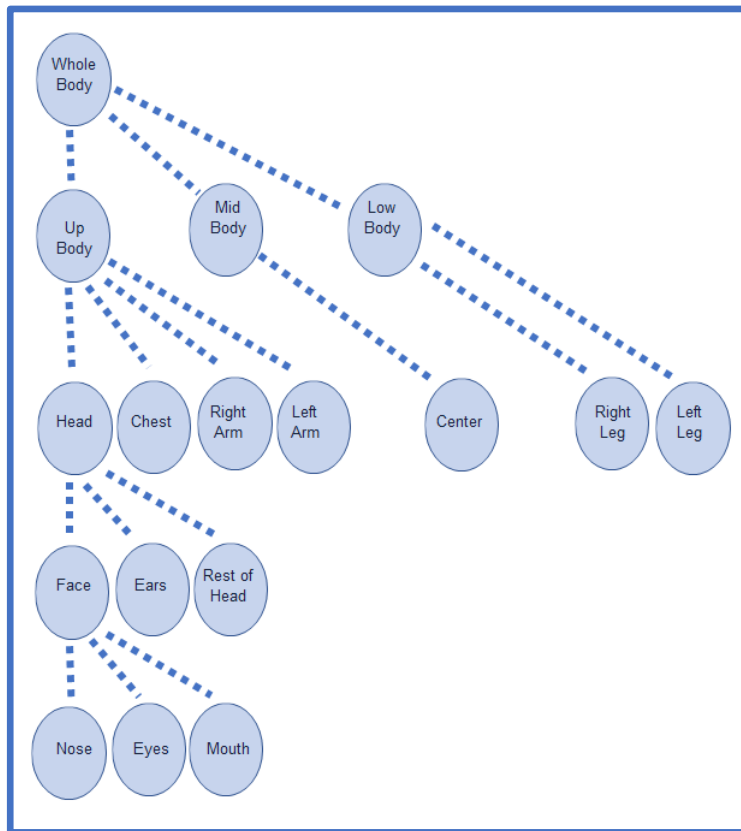 Whole
Body
Up
Body
Mid
Body
Low
Body
Head
Chest
Right
Arm
Left
Arm
Center
Right
Leg
Left
Leg
Face
Ears
Rest of
Head
Nose
Eyes
Mouth